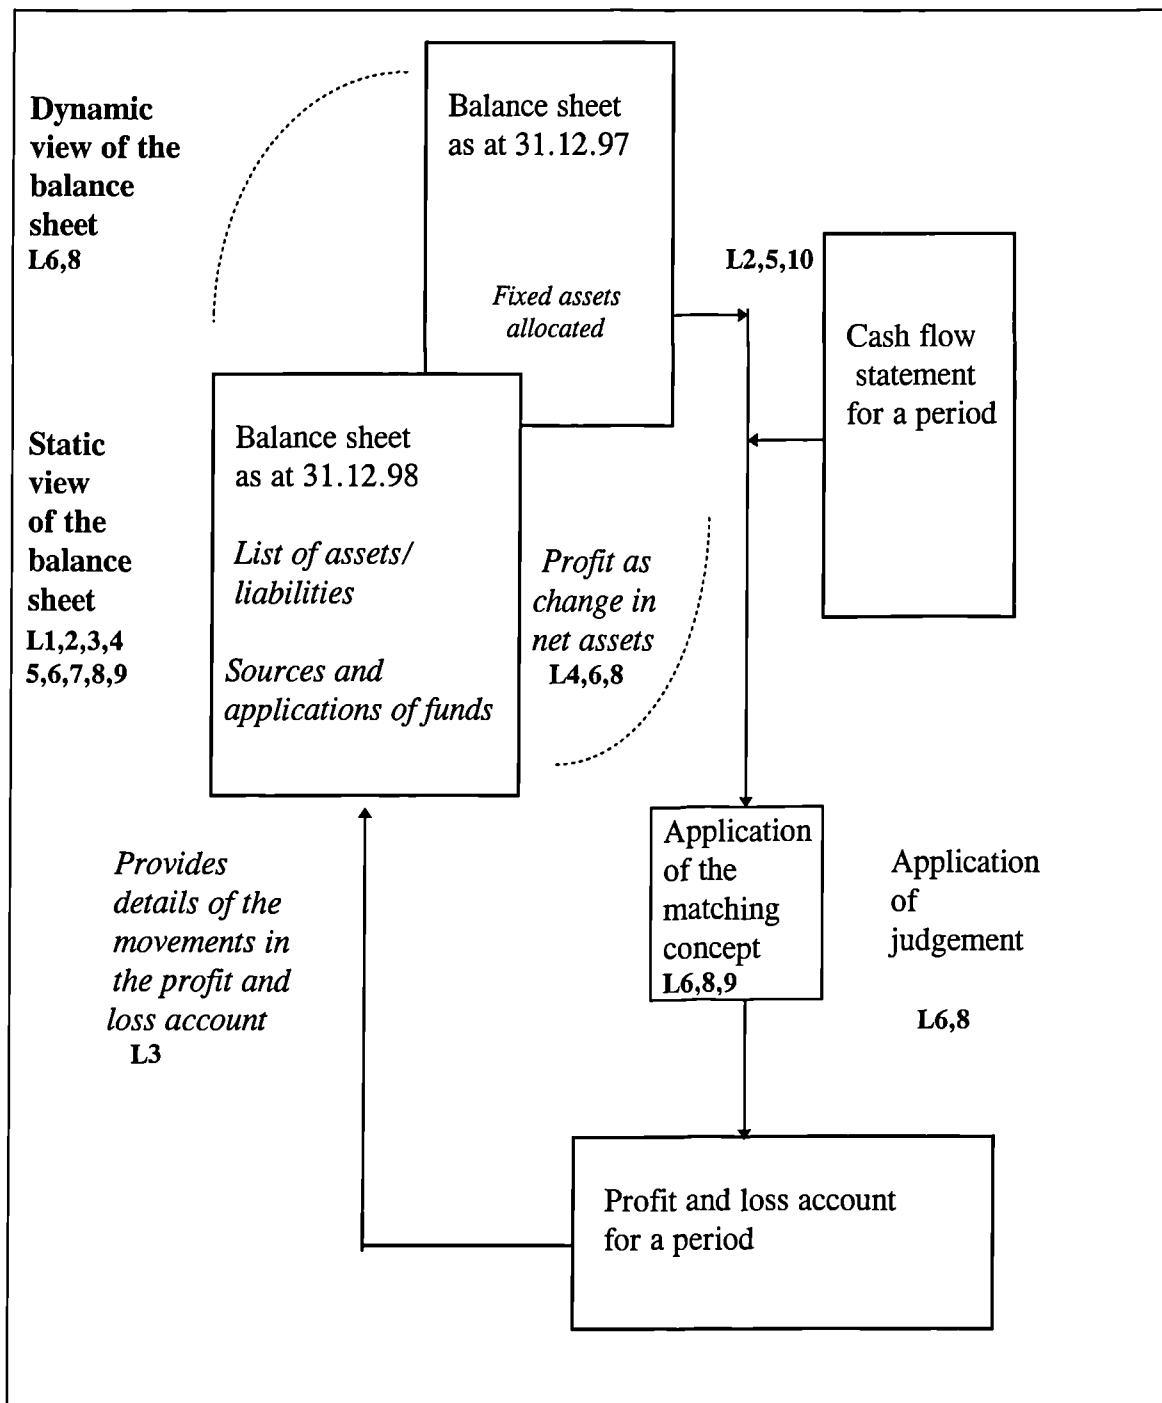 Dynamic
view of the
balance
sheet
L6,8
Balance sheet
as at 31.12.97
Fixed assets
allocated
L2,5,10
Cash flow
statement
for a period
Static
view
of the
balance
sheet
L1,2,3,4
5,6,7,8,9
Balance sheet
as at 31.12.98
List of assets/
liabilities
Sources and
applications of funds
Profit as
change in
net assets
L4,6,8
Provides
details of the
movements in
the profit and
loss account
L3
Application
of the
matching
concept
L6,8,9
Application
of
judgement
L6,8
Profit and loss account
for a period